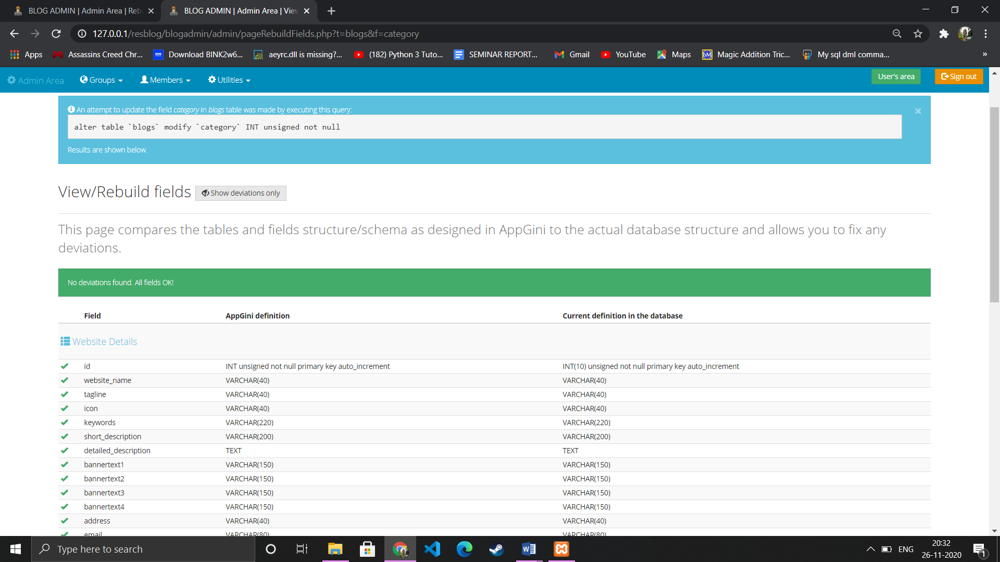 BLOG ADMIN | Admin Area | Reb
BLOG ADMIN | Admin Area | View
127.0.0.1/resblog/blogadmin/admin/pageRebuildFields.php?t=blogs&f=category
Apps
Assassins Creed Chr...
Download BINK2w6...
aeyrc.dll is missing?...
(182) Python 3 Tuto...
SEMINAR REPORT...
Gmail
YouTube
Maps
Magic Addition Tric...
My sql dml comma...
»
Admin Area
Groups
Members
Utilities
User's area
Sign out
An attempt to update the field category in blogs table was made by executing this query:
alter table `blogs` modify `category` INT unsigned not null
Results are shown below.
View/Rebuild fields
Show deviations only
This page compares the tables and fields structure/schema as designed in AppGini to the actual database structure and allows you to fix any
deviations.
No deviations found. All fields OK!
Field AppGini definition Current definition in the database
Website Details
id INT unsigned not null primary key auto_increment INT(10) unsigned not null primary key auto_increment
website_name VARCHAR(40) VARCHAR(40)
tagline VARCHAR(40) VARCHAR(40)
icon VARCHAR(40) VARCHAR(40)
keywords VARCHAR(220) VARCHAR(220)
short_description VARCHAR(200) VARCHAR(200)
detailed_description TEXT TEXT
bannertext1 VARCHAR(150) VARCHAR(150)
bannertext2 VARCHAR(150) VARCHAR(150)
bannertext3 VARCHAR(150) VARCHAR(150)
bannertext4 VARCHAR(150) VARCHAR(150)
address VARCHAR(40) VARCHAR(40)
email VARCHAR(80) VARCHAR(80)
Type here to search
ENG
20:32
26-11-2020
1